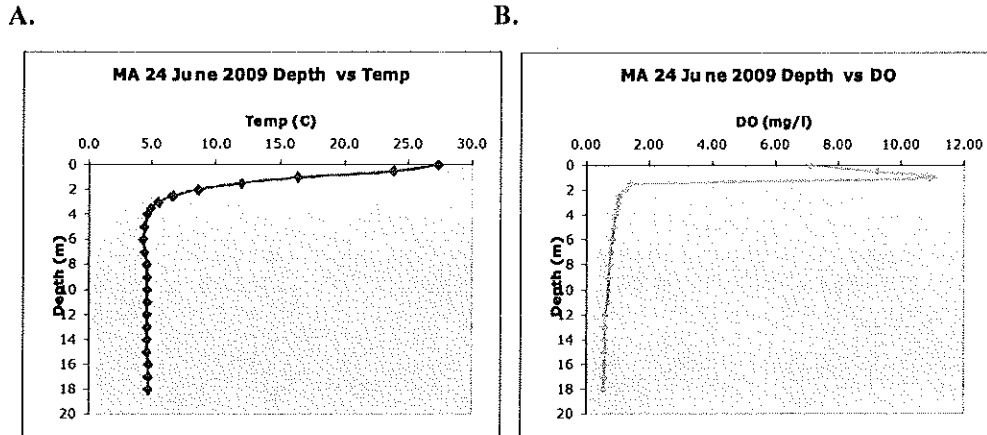 A.
B.
MA 24 June 2009 Depth vs Temp
Temp (C)
0.0 5.0 10.0 15.0 20.0 25.0 30.0
0
2
4
6
8
10
12
14
16
18
20
Depth (m)
MA 24 June 2009 Depth vs DO
DO (mg/l)
0.00 2.00 4.00 6.00 8.00 10.00 12.00
0
2
4
6
8
10
12
14
16
18
20
Depth (m)